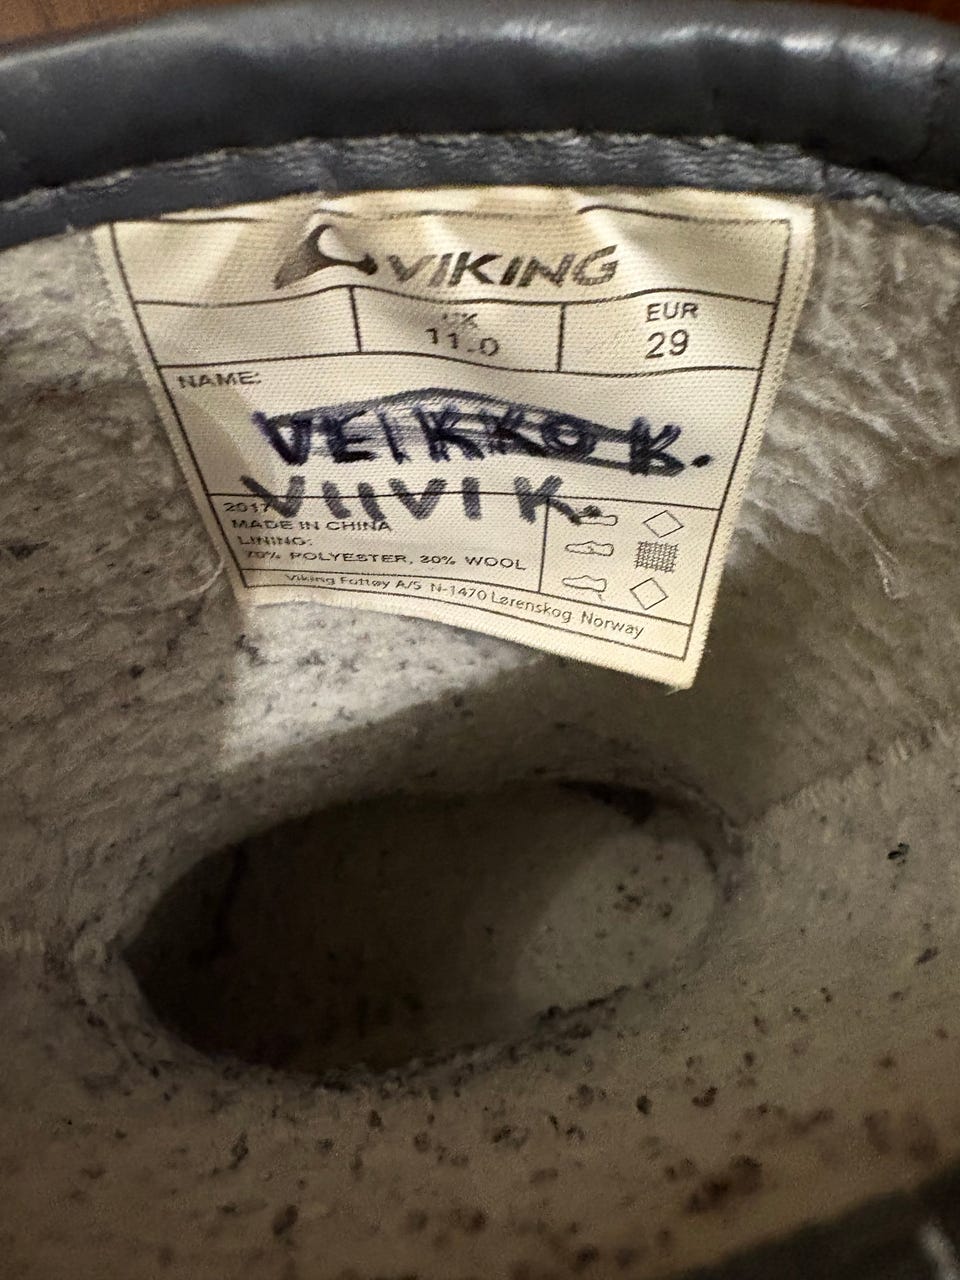 VIKING
UK EUR
11.0 29
NAME:
VEIKKO K.
VIIVI K.
2017
MADE IN CHINA
LINING:
70% POLYESTER, 30% WOOL
Viking Fottøy A/S N-1470 Lørenskog Norway